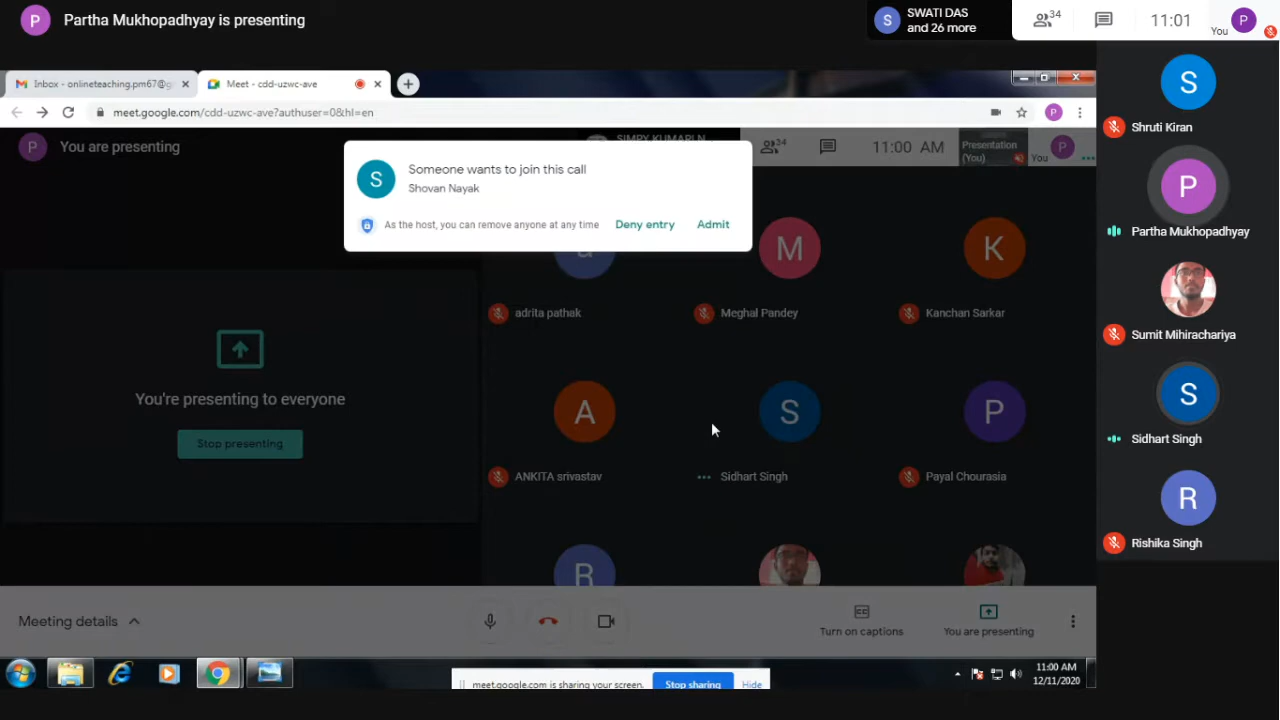 P
Partha Mukhopadhyay is presenting
S
SWATI DAS
and 26 more
34
11:01
You
P
Inbox - onlineteaching.pm67@g
Meet - cdd-uzwc-ave
meet.google.com/cdd-uzwc-ave?authuser=0&hl=en
P
P
You are presenting
SIMPY KUMARI N
34
11:00 AM
Presentation
(You)
You
P
S
Someone wants to join this call
Shovan Nayak
As the host, you can remove anyone at any time
Deny entry
Admit
a
adrita pathak
M
Meghal Pandey
K
Kanchan Sarkar
You're presenting to everyone
Stop presenting
A
ANKITA srivastav
S
Sidhart Singh
P
Payal Chourasia
R
Meeting details
CC
Turn on captions
You are presenting
meet.google.com is sharing your screen.
Stop sharing
Hide
11:00 AM
12/11/2020
S
Shruti Kiran
P
Partha Mukhopadhyay
Sumit Mihirachariya
S
Sidhart Singh
R
Rishika Singh